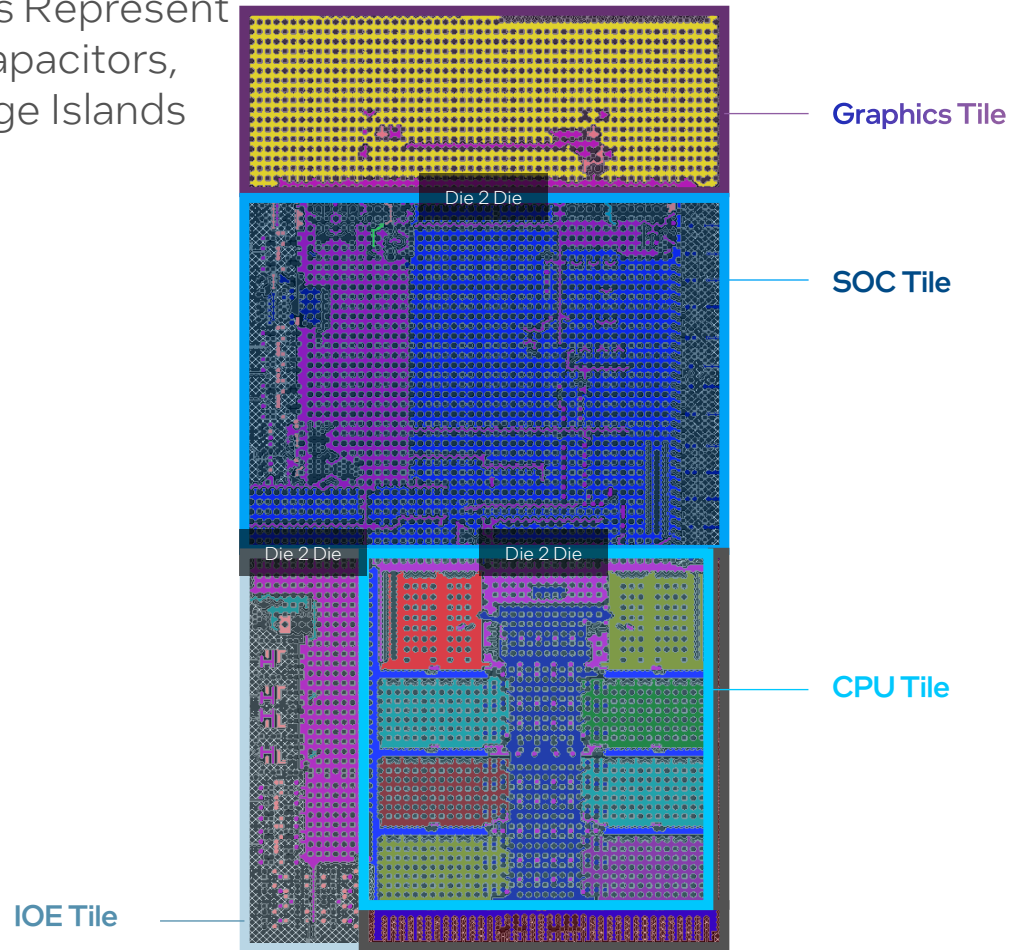 s Represent
apacitors,
ge Islands
Graphics Tile
Die 2 Die
SOC Tile
Die 2 Die
Die 2 Die
CPU Tile
IOE Tile